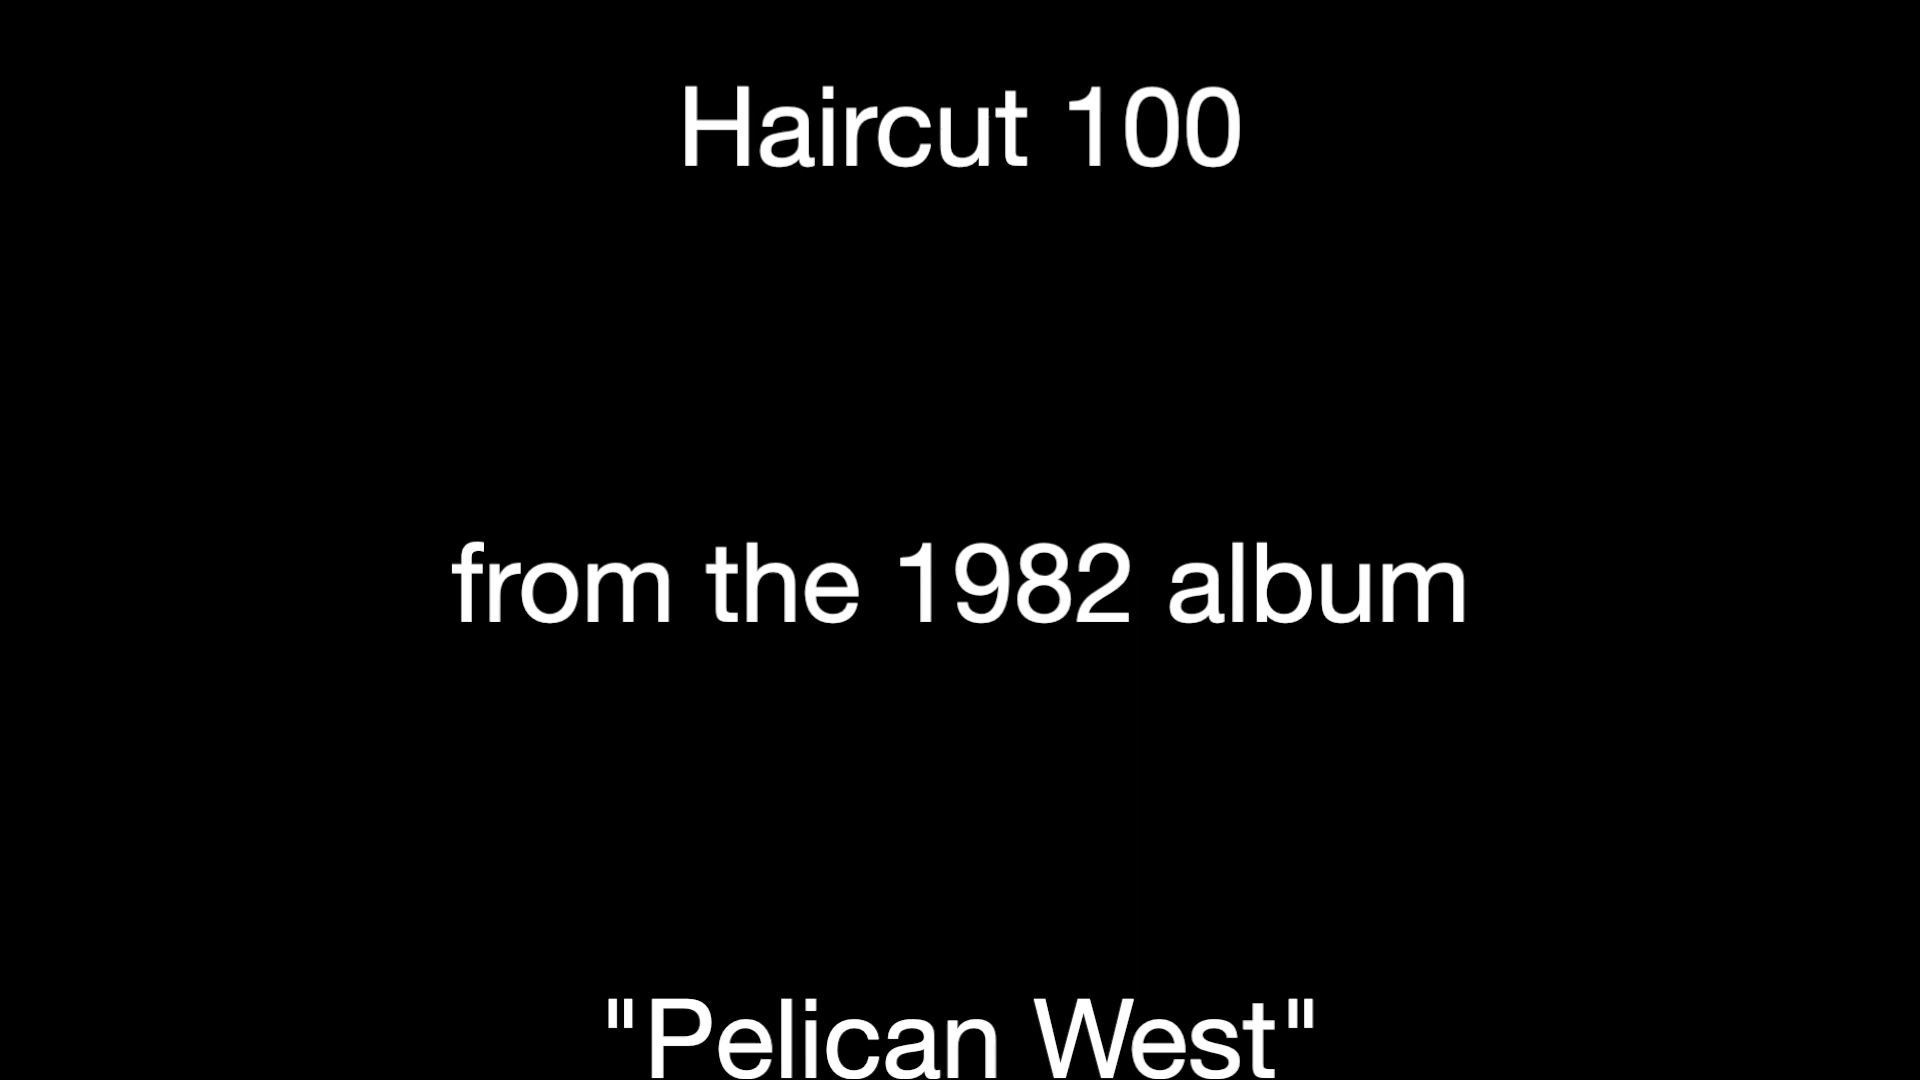 Haircut 100
from the 1982 album
"Pelican West"